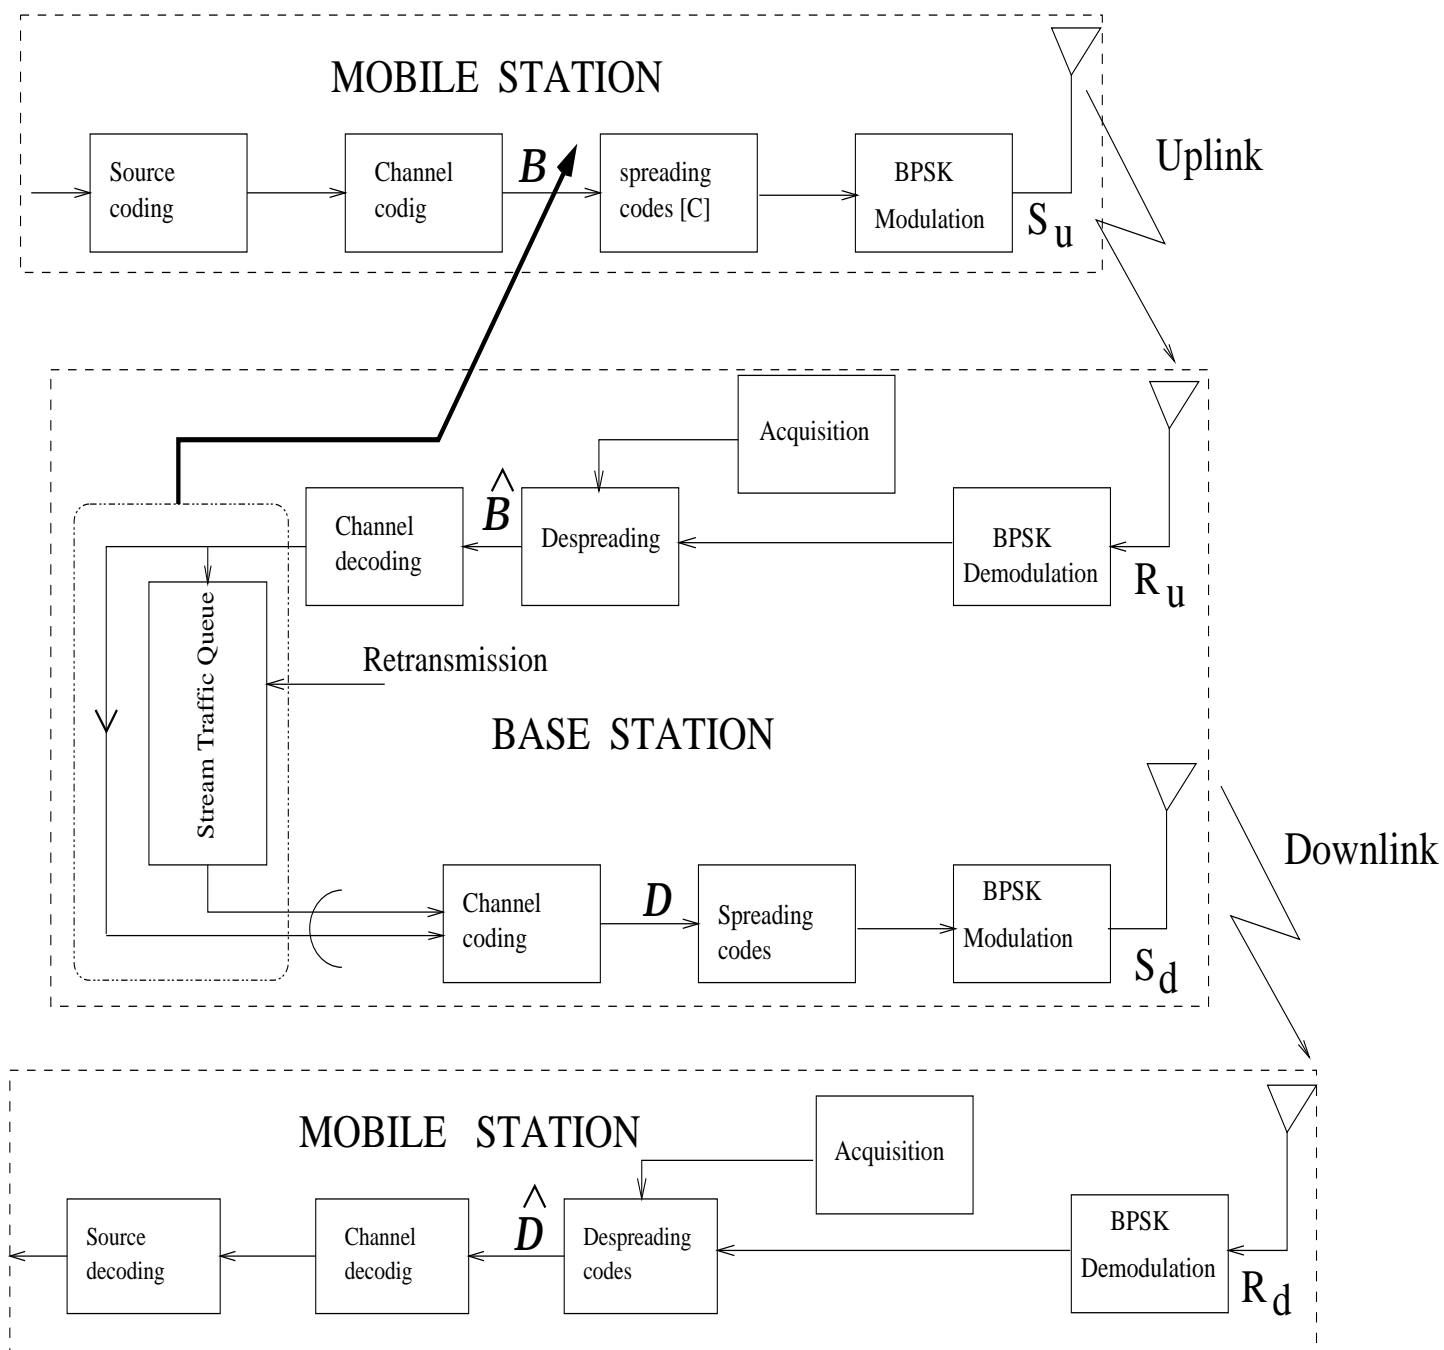 MOBILE STATION
Source
coding
Channel
codig
B
spreading
codes [C]
BPSK
Modulation
S u
Uplink
Acquisition
Channel
decoding
B̂
Despreading
BPSK
Demodulation
R u
Stream Traffic Queue
Retransmission
BASE STATION
Channel
coding
D
Spreading
codes
BPSK
Modulation
S d
Downlink
MOBILE STATION
Acquisition
Source
decoding
Channel
decodig
D̂
Despreading
codes
BPSK
Demodulation
R d